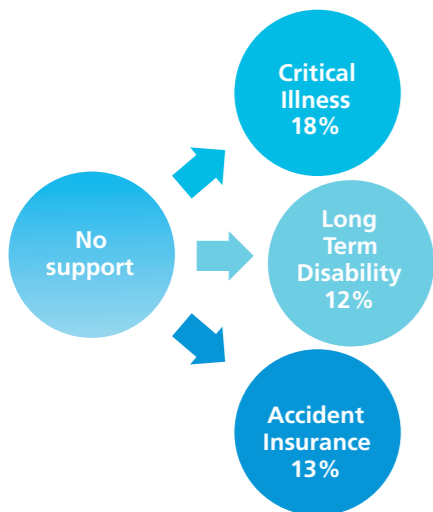 Critical
Illness
18%
No
support
Long
Term
Disability
12%
Accident
Insurance
13%